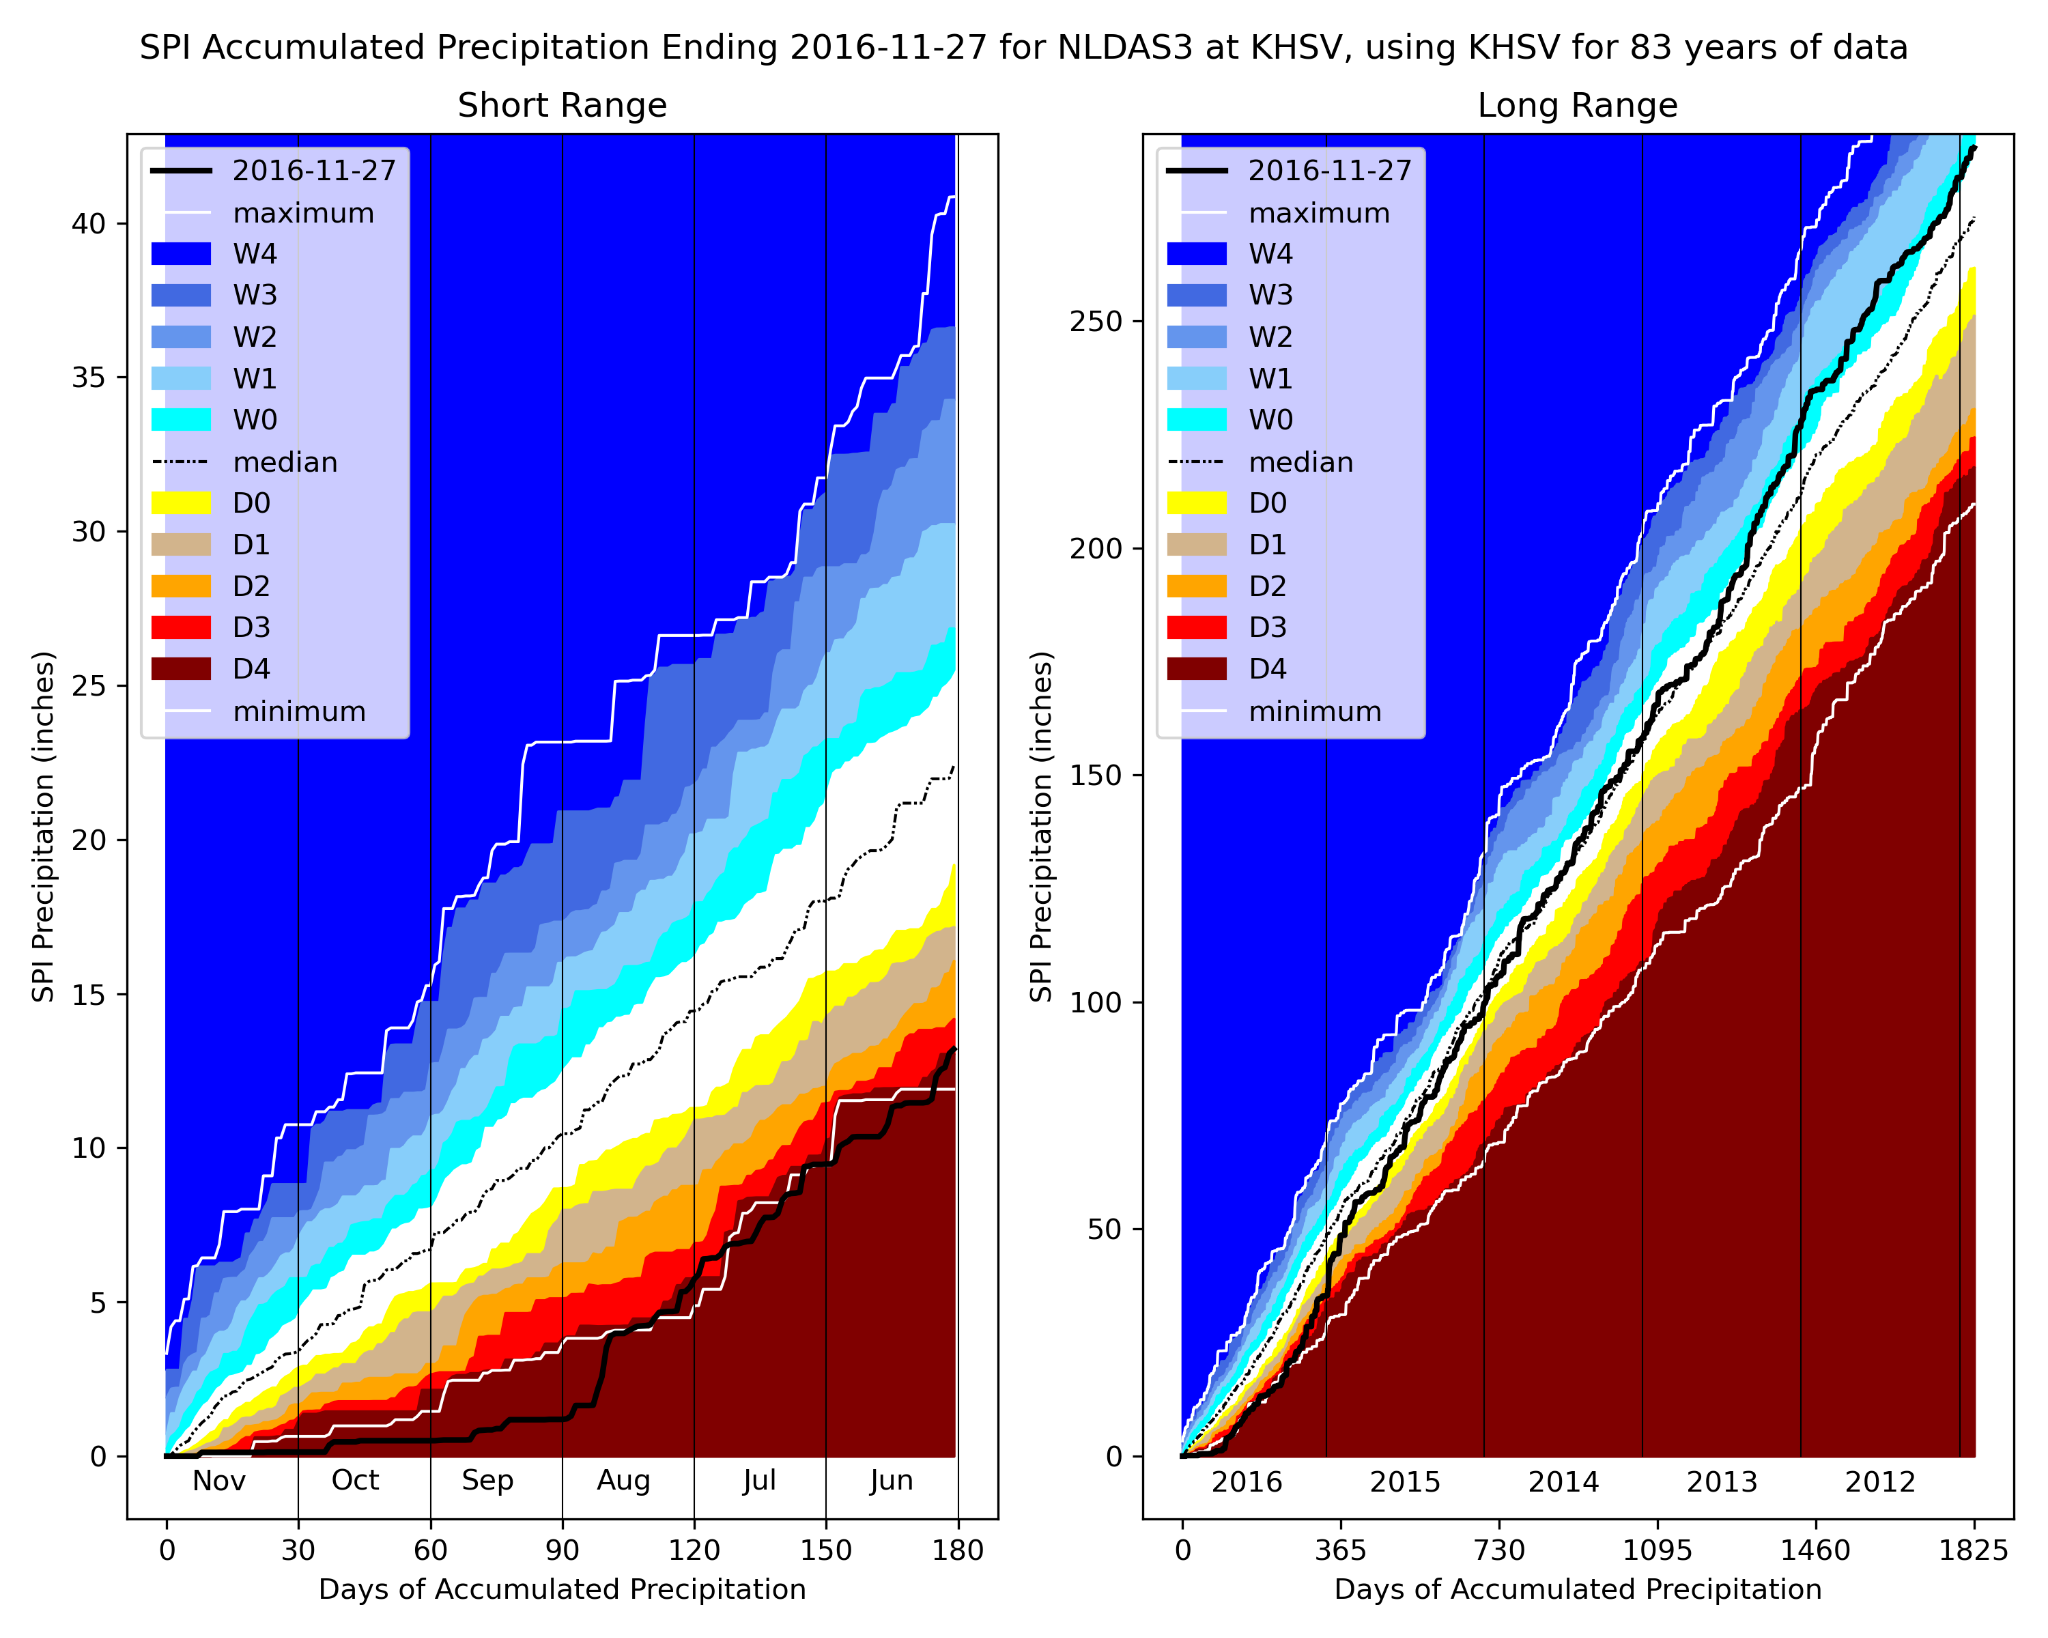 SPI Accumulated Precipitation Ending 2016-11-27 for NLDAS3 at KHSV, using KHSV for 83 years of data
Short Range
SPI Precipitation (inches)
40
35
30
25
20
15
10
5
0
2016-11-27
maximum
W4
W3
W2
W1
W0
median
D0
D1
D2
D3
D4
minimum
Nov Oct Sep Aug Jul Jun
0 30 60 90 120 150 180
Days of Accumulated Precipitation
Long Range
SPI Precipitation (inches)
250
200
150
100
50
0
2016-11-27
maximum
W4
W3
W2
W1
W0
median
D0
D1
D2
D3
D4
minimum
2016 2015 2014 2013 2012
0 365 730 1095 1460 1825
Days of Accumulated Precipitation